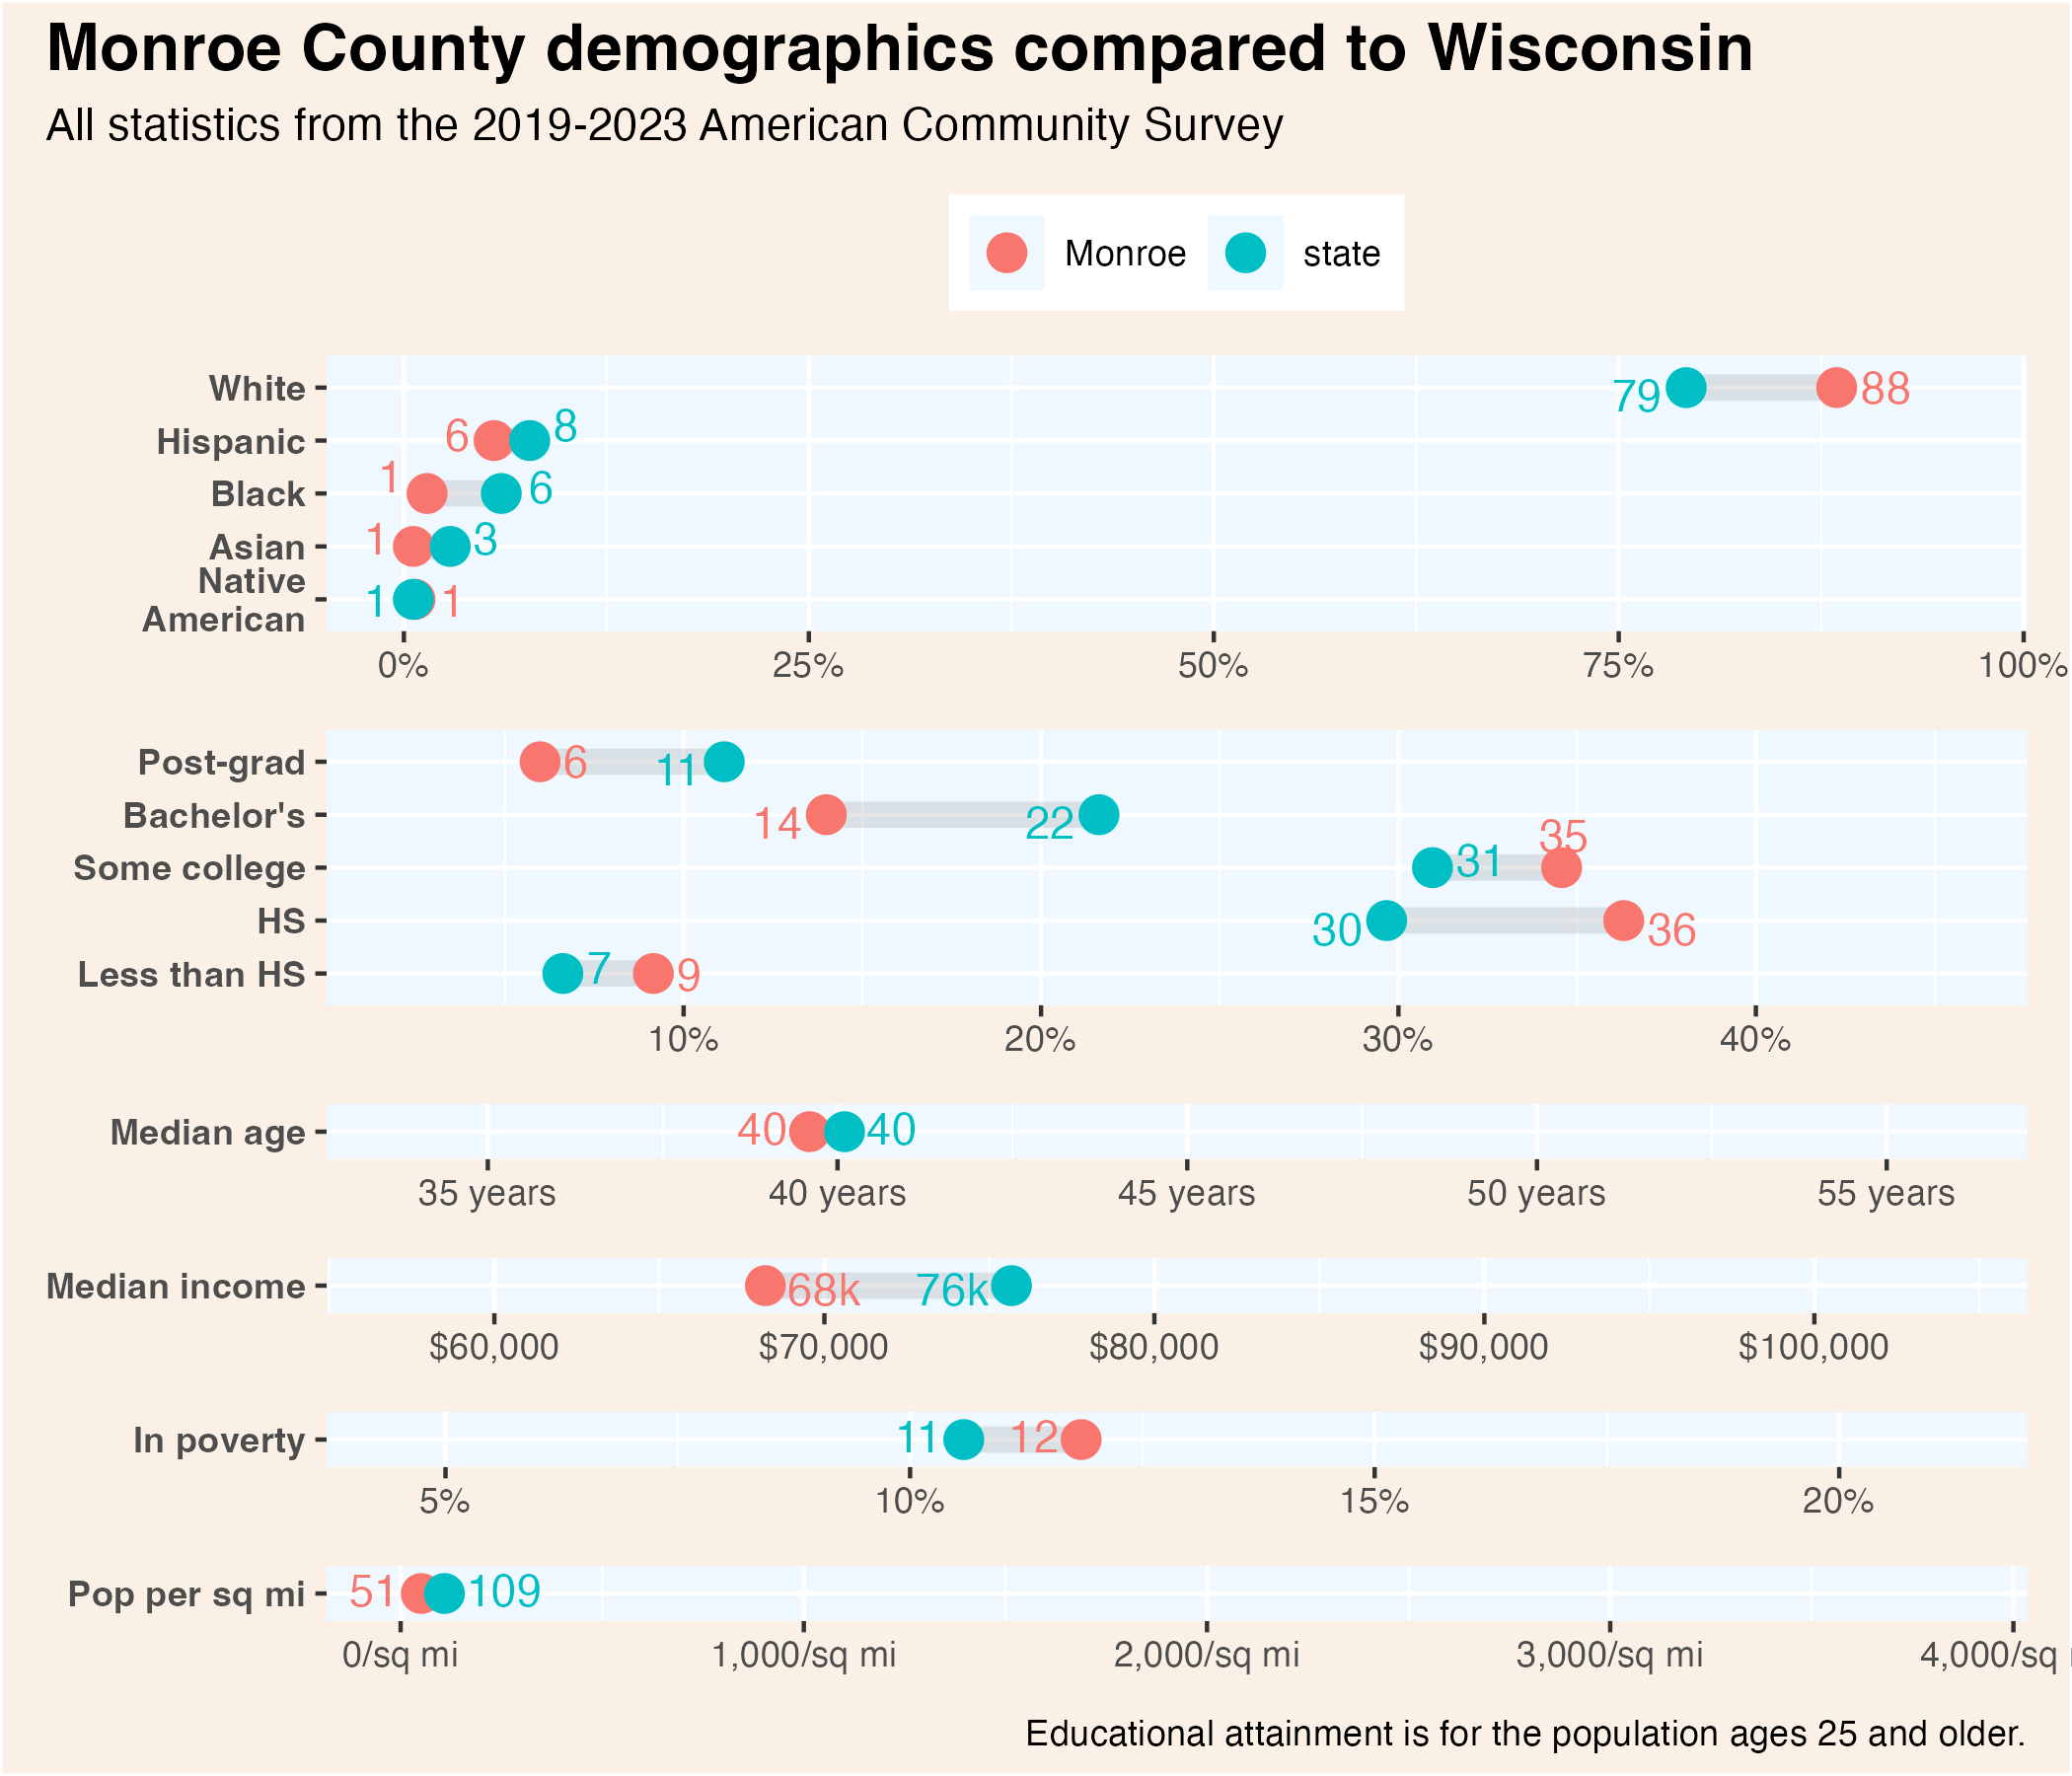 Monroe County demographics compared to Wisconsin
All statistics from the 2019-2023 American Community Survey
Monroe state
White 79 88
Hispanic 6 8
Black 1 6
Asian 1 3
Native
American 1 1
0% 25% 50% 75% 100%
Post-grad 6 11
Bachelor's 14 22
Some college 31 35
HS 30 36
Less than HS 7 9
10% 20% 30% 40%
Median age 40 40
35 years 40 years 45 years 50 years 55 years
Median income 68k 76k
$60,000 $70,000 $80,000 $90,000 $100,000
In poverty 11 12
5% 10% 15% 20%
Pop per sq mi 51 109
0/sq mi 1,000/sq mi 2,000/sq mi 3,000/sq mi 4,000/sq
Educational attainment is for the population ages 25 and older.